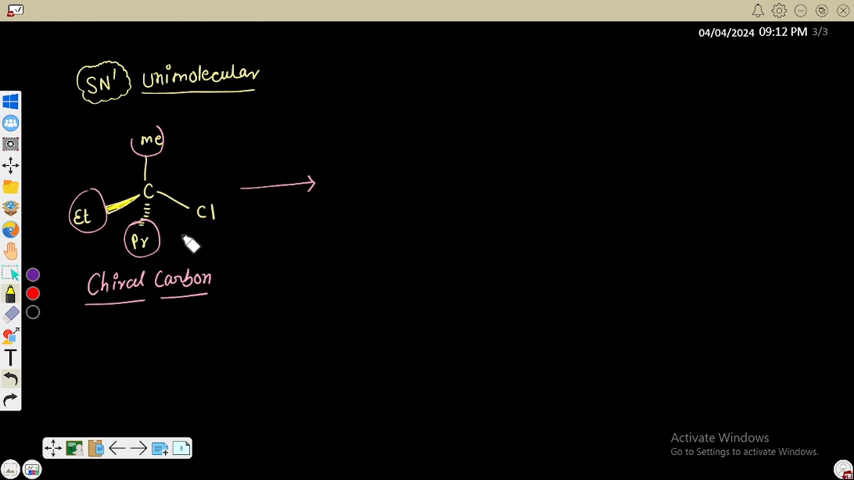 04/04/2024 09:12 PM 3/3
SN1 Unimolecular
me
C
Et
Cl
Pr
Chiral Carbon
T
3
Activate Windows
Go to Settings to activate Windows.